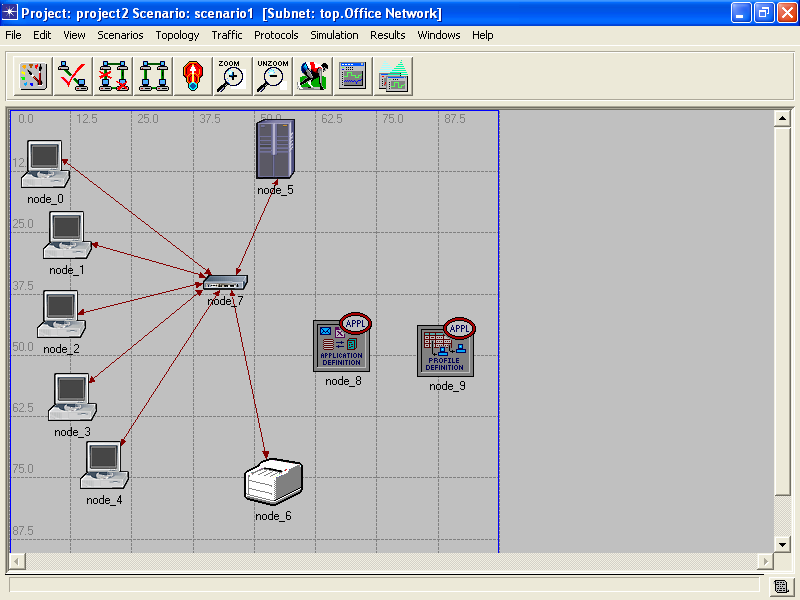 Project: project2 Scenario: scenario1 [Subnet: top.Office Network]
File Edit View Scenarios Topology Traffic Protocols Simulation Results Windows Help
ZOOM UNZOOM
0.0 12.5 25.0 37.5 50.0 62.5 75.0 87.5
node_5
node_0
25.0
node_1
37.5
node_7
APPL
APPL
node_2
50.0
APPLICATION
DEFINITION
PROFILE
DEFINITION
node_8
node_9
62.5
node_3
75.0
node_4
node_6
87.5